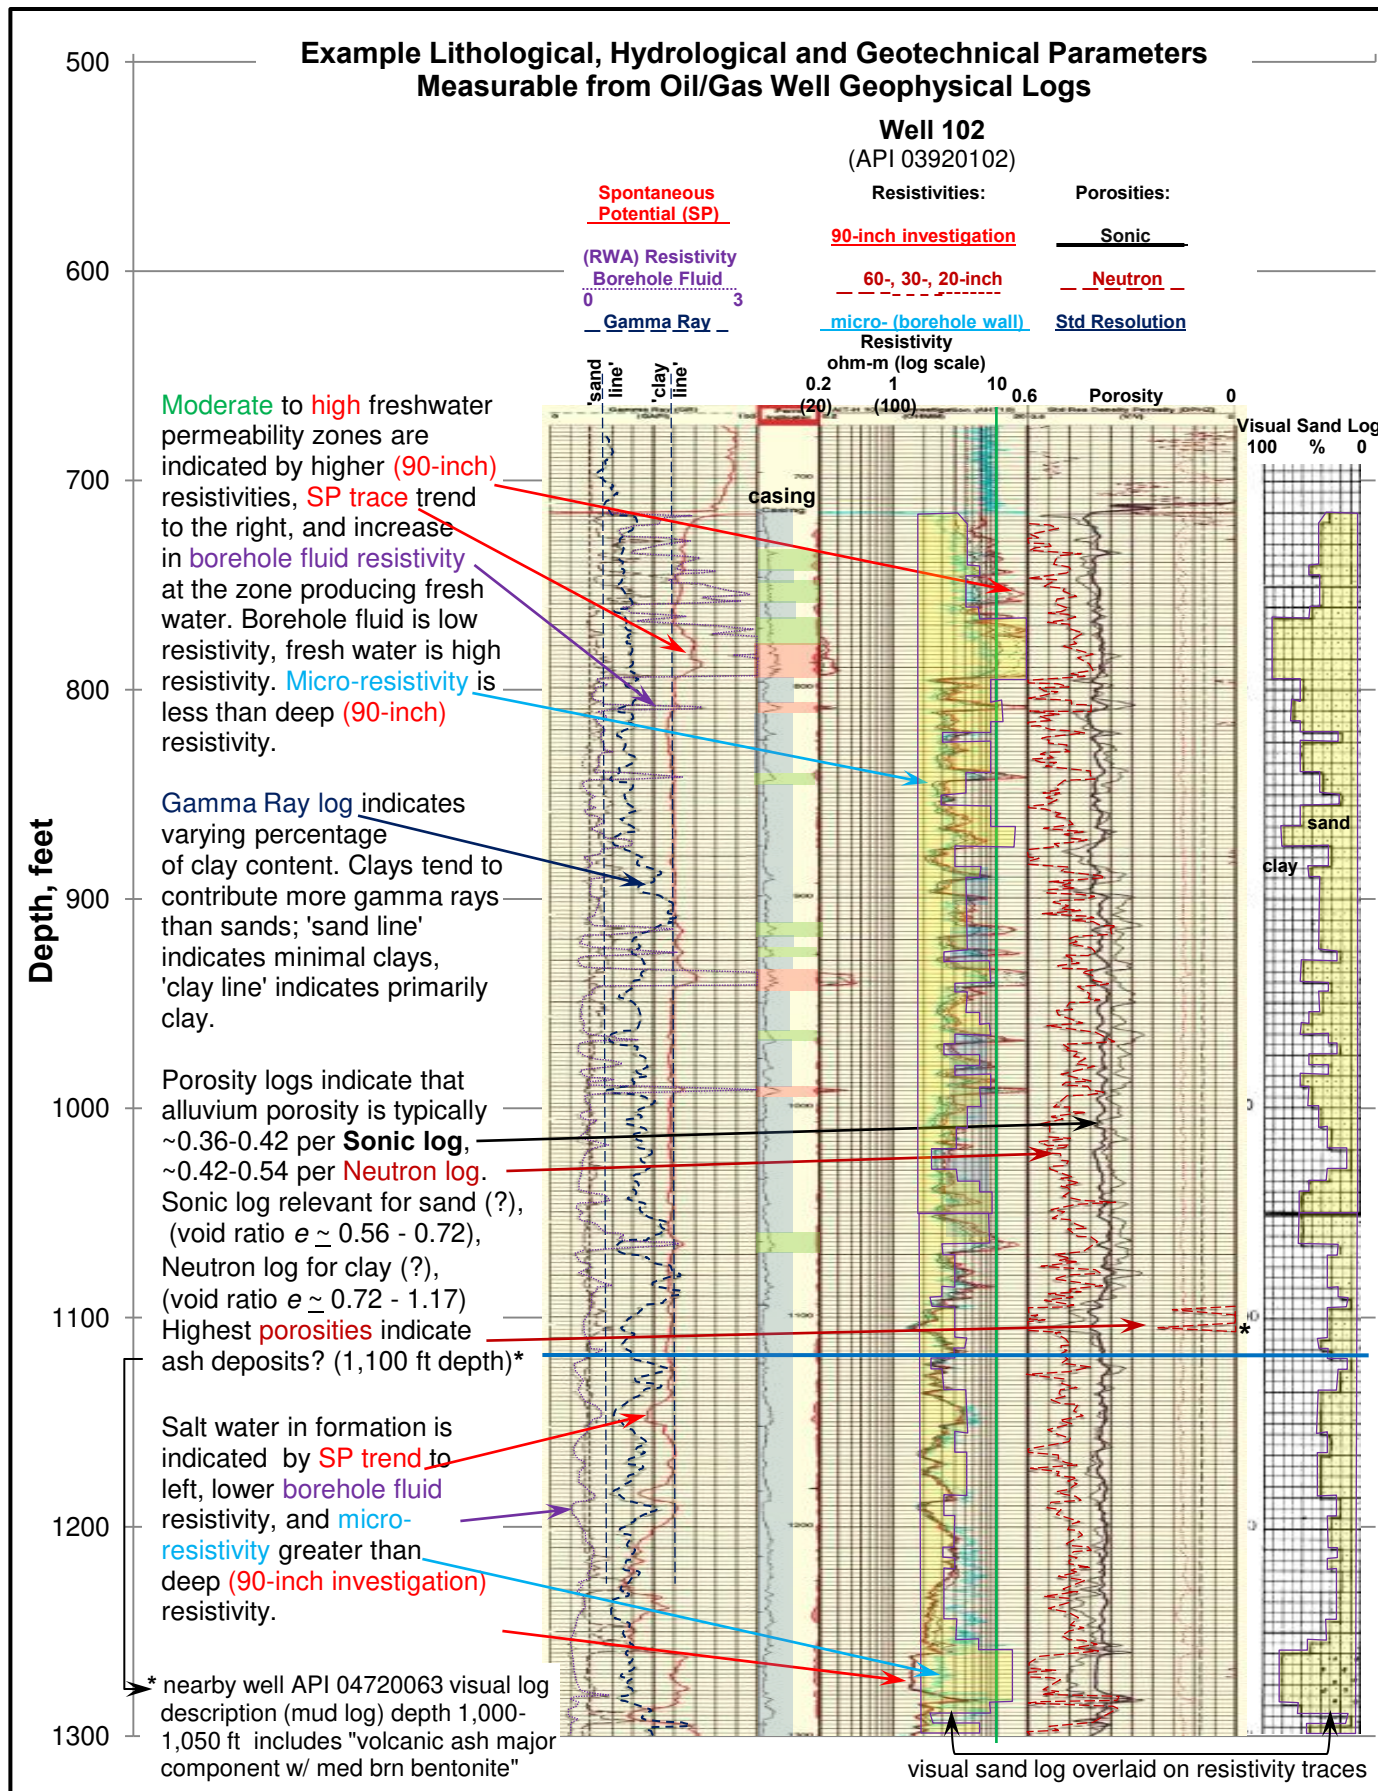 Example Lithological, Hydrological and Geotechnical Parameters
Measurable from Oil/Gas Well Geophysical Logs
Well 102
(API 03920102)
Spontaneous
Potential (SP)
(RWA) Resistivity
Borehole Fluid
0 3
Gamma Ray
Resistivities:
90-inch investigation
60-, 30-, 20-inch
micro- (borehole wall)
Resistivity
ohm-m (log scale)
0.2 1 10
(20) (100)
Porosities:
Sonic
Neutron
Std Resolution
0.6 Porosity 0
'sand line'
'clay line'
Visual Sand Log
100 % 0
casing
Casing
sand
clay
Depth, feet
500
600
700
800
900
1000
1100
1200
1300
Moderate to high freshwater
permeability zones are
indicated by higher (90-inch)
resistivities, SP trace trend
to the right, and increase
in borehole fluid resistivity
at the zone producing fresh
water. Borehole fluid is low
resistivity, fresh water is high
resistivity. Micro-resistivity is
less than deep (90-inch)
resistivity.
Gamma Ray log indicates
varying percentage
of clay content. Clays tend to
contribute more gamma rays
than sands; 'sand line'
indicates minimal clays,
'clay line' indicates primarily
clay.
Porosity logs indicate that
alluvium porosity is typically
~0.36-0.42 per Sonic log,
~0.42-0.54 per Neutron log.
Sonic log relevant for sand (?),
(void ratio e ~ 0.56 - 0.72),
Neutron log for clay (?),
(void ratio e ~ 0.72 - 1.17)
Highest porosities indicate
ash deposits? (1,100 ft depth)*
*
Salt water in formation is
indicated by SP trend to
left, lower borehole fluid
resistivity, and micro-
resistivity greater than
deep (90-inch investigation)
resistivity.
* nearby well API 04720063 visual log
description (mud log) depth 1,000-
1,050 ft includes "volcanic ash major
component w/ med brn bentonite"
visual sand log overlaid on resistivity traces